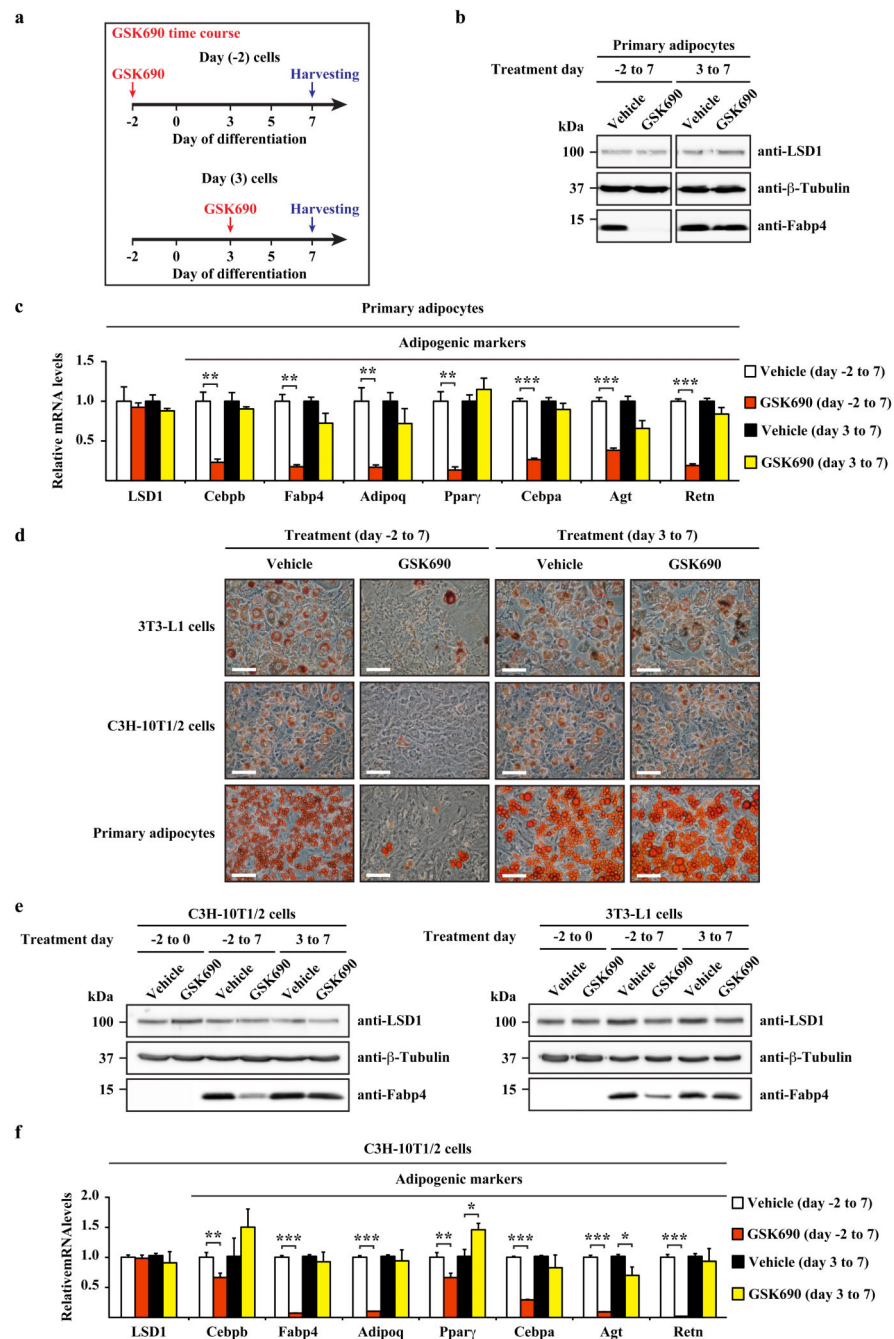 a
GSK690 time course
Day (-2) cells
GSK690 Harvesting
-2 0 3 5 7
Day of differentiation
Day (3) cells
GSK690 Harvesting
-2 0 3 5 7
Day of differentiation
b
Primary adipocytes
Treatment day -2 to 7 3 to 7
Vehicle GSK690 Vehicle GSK690
kDa
100 anti-LSD1
37 anti-β-Tubulin
15 anti-Fabp4
c
Primary adipocytes
Adipogenic markers
Relative mRNA levels
1.5
1.0
0.5
** ** ** ** *** *** ***
LSD1 Cebpb Fabp4 Adipoq Pparγ Cebpa Agt Retn
Vehicle (day -2 to 7)
GSK690 (day -2 to 7)
Vehicle (day 3 to 7)
GSK690 (day 3 to 7)
d
Treatment (day -2 to 7) Treatment (day 3 to 7)
Vehicle GSK690 Vehicle GSK690
3T3-L1 cells
C3H-10T1/2 cells
Primary adipocytes
e
C3H-10T1/2 cells
Treatment day -2 to 0 -2 to 7 3 to 7
Vehicle GSK690 Vehicle GSK690 Vehicle GSK690
kDa
100 anti-LSD1
37 anti-β-Tubulin
15 anti-Fabp4
3T3-L1 cells
Treatment day -2 to 0 -2 to 7 3 to 7
Vehicle GSK690 Vehicle GSK690 Vehicle GSK690
kDa
100 anti-LSD1
37 anti-β-Tubulin
15 anti-Fabp4
f
C3H-10T1/2 cells
Adipogenic markers
RelativemRNAlevels
2.0
1.5
1.0
0.5
** *** *** ** * *** *** * ***
LSD1 Cebpb Fabp4 Adipoq Pparγ Cebpa Agt Retn
Vehicle (day -2 to 7)
GSK690 (day -2 to 7)
Vehicle (day 3 to 7)
GSK690 (day 3 to 7)